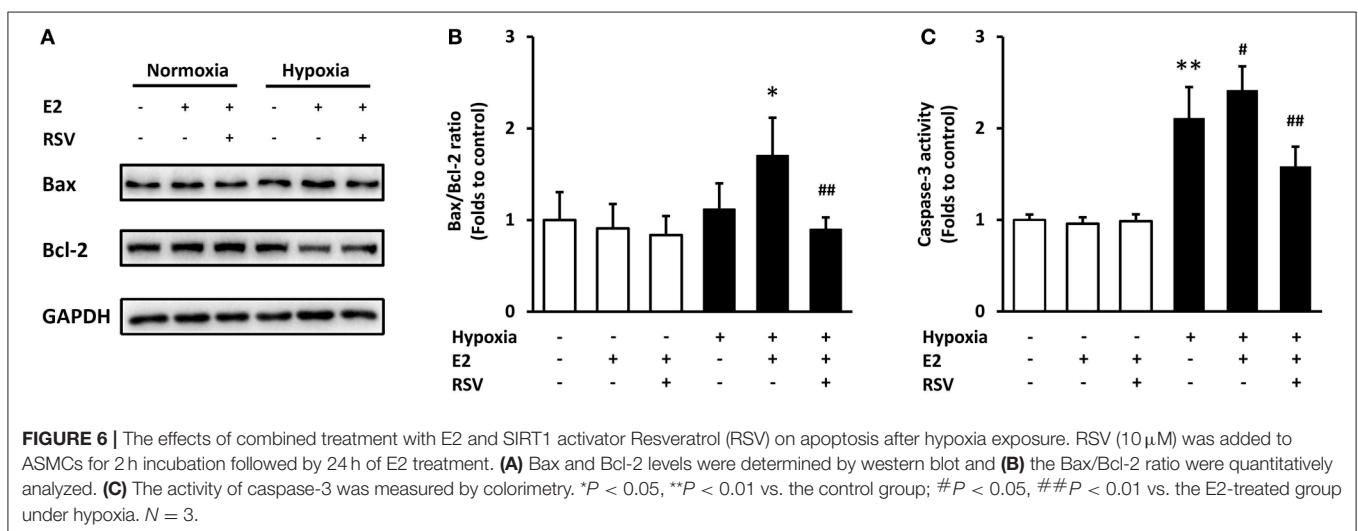 A
Normoxia Hypoxia
E2 - + + - + +
RSV - - + - - +
Bax
Bcl-2
GAPDH
B
Bax/Bcl-2 ratio
(Folds to control)
3
2
1
0
*
##
Hypoxia - - - + + +
E2 - + + - + +
RSV - - + - - +
C
Caspase-3 activity
(Folds to control)
3
2
1
0
**
#
##
Hypoxia - - - + + +
E2 - + + - + +
RSV - - + - - +
FIGURE 6 | The effects of combined treatment with E2 and SIRT1 activator Resveratrol (RSV) on apoptosis after hypoxia exposure. RSV (10 μM) was added to
ASMCs for 2 h incubation followed by 24 h of E2 treatment. (A) Bax and Bcl-2 levels were determined by western blot and (B) the Bax/Bcl-2 ratio were quantitatively
analyzed. (C) The activity of caspase-3 was measured by colorimetry. *P < 0.05, **P < 0.01 vs. the control group; #P < 0.05, ##P < 0.01 vs. the E2-treated group
under hypoxia. N = 3.